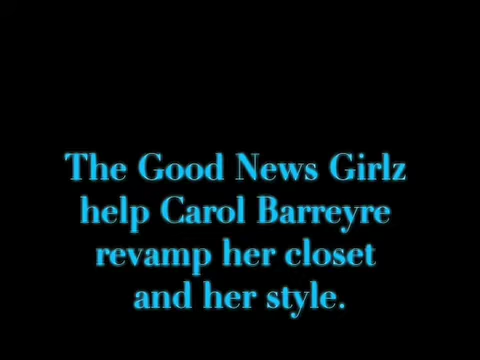 The Good News Girlz
help Carol Barreyre
revamp her closet
and her style.